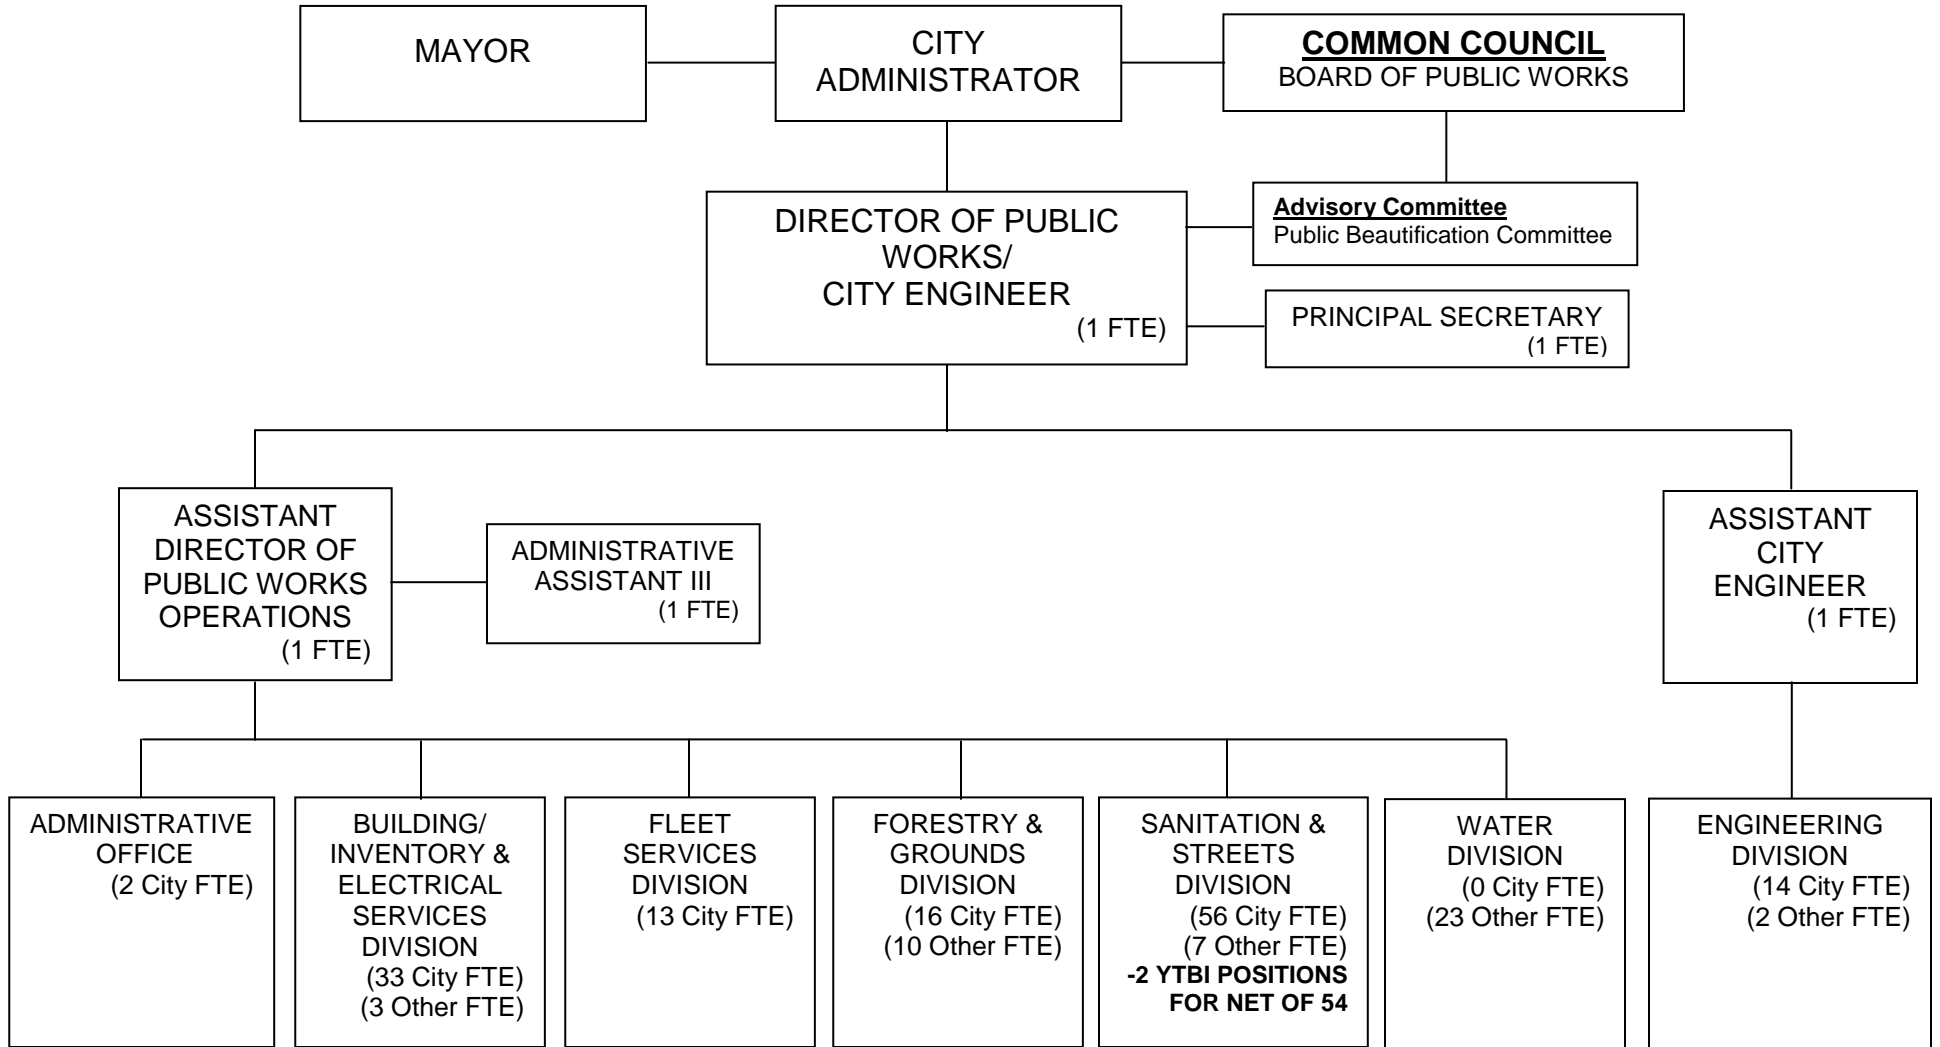 MAYOR
CITY
ADMINISTRATOR
COMMON COUNCIL
BOARD OF PUBLIC WORKS
DIRECTOR OF PUBLIC
WORKS/
CITY ENGINEER
(1 FTE)
Advisory Committee
Public Beautification Committee
PRINCIPAL SECRETARY
(1 FTE)
ASSISTANT
DIRECTOR OF
PUBLIC WORKS
OPERATIONS
(1 FTE)
ADMINISTRATIVE
ASSISTANT III
(1 FTE)
ASSISTANT
CITY
ENGINEER
(1 FTE)
ADMINISTRATIVE
OFFICE
(2 City FTE)
BUILDING/
INVENTORY &
ELECTRICAL
SERVICES
DIVISION
(33 City FTE)
(3 Other FTE)
FLEET
SERVICES
DIVISION
(13 City FTE)
FORESTRY &
GROUNDS
DIVISION
(16 City FTE)
(10 Other FTE)
SANITATION &
STREETS
DIVISION
(56 City FTE)
(7 Other FTE)
-2 YTBI POSITIONS
FOR NET OF 54
WATER
DIVISION
(0 City FTE)
(23 Other FTE)
ENGINEERING
DIVISION
(14 City FTE)
(2 Other FTE)